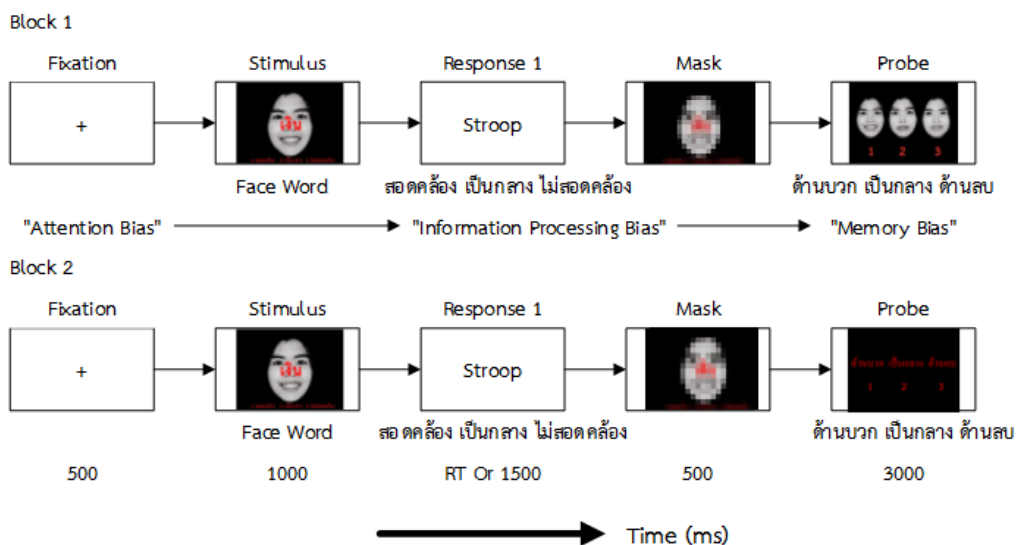 Block 1
Fixation Stimulus Response 1 Mask Probe
+ เงิน Stroop
1 2 3
Face Word สอดคล้อง เป็นกลาง ไม่สอดคล้อง ด้านบวก เป็นกลาง ด้านลบ
"Attention Bias" "Information Processing Bias" "Memory Bias"
Block 2
Fixation Stimulus Response 1 Mask Probe
+ เงิน Stroop
1 2 3
Face Word สอดคล้อง เป็นกลาง ไม่สอดคล้อง ด้านบวก เป็นกลาง ด้านลบ
500 1000 RT Or 1500 500 3000
Time (ms)